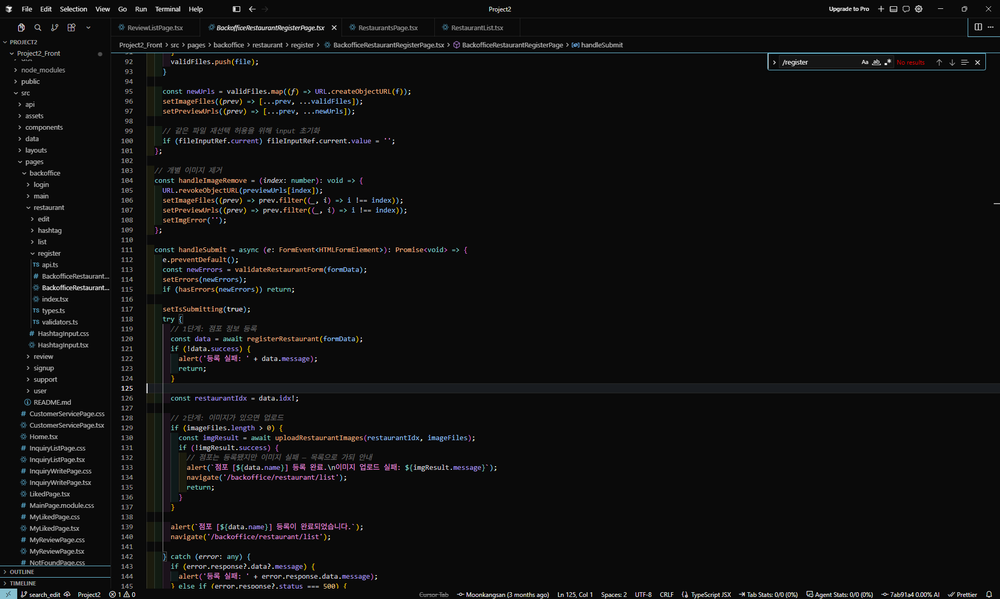 File Edit Selection View Go Run Terminal Help
Project2
Upgrade to Pro
ReviewListPage.tsx
BackofficeRestaurantRegisterPage.tsx
RestaurantsPage.tsx
RestaurantList.tsx
Project2_Front > src > pages > backoffice > restaurant > register > BackofficeRestaurantRegisterPage.tsx > BackofficeRestaurantRegisterPage > handleSubmit
/register
Aa ab .* No results
PROJECT2
Project2_Front
dist
node_modules
public
src
api
assets
components
data
layouts
pages
backoffice
login
main
restaurant
edit
hashtag
list
register
TS api.ts
# BackofficeRestaurant...
BackofficeRestaurant...
index.tsx
TS types.ts
TS validators.ts
# HashtagInput.css
HashtagInput.tsx
review
signup
support
user
README.md
# CustomerServicePage.css
CustomerServicePage.tsx
Home.tsx
# InquiryListPage.css
InquiryListPage.tsx
# InquiryWritePage.css
InquiryWritePage.tsx
LikedPage.tsx
# MainPage.module.css
# MyLikedPage.css
MyLikedPage.tsx
# MyReviewPage.css
MyReviewPage.tsx
# NotFoundPage.css
OUTLINE
TIMELINE
91 }
92 validFiles.push(file);
93 }
94
95 const newUrls = validFiles.map((f) => URL.createObjectURL(f));
96 setImageFiles((prev) => [...prev, ...validFiles]);
97 setPreviewUrls((prev) => [...prev, ...newUrls]);
98
99 // 같은 파일 재선택 허용을 위해 input 초기화
100 if (fileInputRef.current) fileInputRef.current.value = '';
101 };
102
103 // 개별 이미지 제거
104 const handleImageRemove = (index: number): void => {
105 URL.revokeObjectURL(previewUrls[index]);
106 setImageFiles((prev) => prev.filter((_, i) => i !== index));
107 setPreviewUrls((prev) => prev.filter((_, i) => i !== index));
108 setImgError('');
109 };
110
111 const handleSubmit = async (e: FormEvent<HTMLFormElement>): Promise<void> => {
112 e.preventDefault();
113 const newErrors = validateRestaurantForm(formData);
114 setErrors(newErrors);
115 if (hasErrors(newErrors)) return;
116
117 setIsSubmitting(true);
118 try {
119 // 1단계: 점포 정보 등록
120 const data = await registerRestaurant(formData);
121 if (!data.success) {
122 alert('등록 실패: ' + data.message);
123 return;
124 }
125
126 const restaurantIdx = data.idx!;
127
128 // 2단계: 이미지가 있으면 업로드
129 if (imageFiles.length > 0) {
130 const imgResult = await uploadRestaurantImages(restaurantIdx, imageFiles);
131 if (!imgResult.success) {
132 // 점포는 등록됐지만 이미지 실패 — 목록으로 가되 안내
133 alert(`점포 [${data.name}] 등록 완료.\n이미지 업로드 실패: ${imgResult.message}`);
134 navigate('/backoffice/restaurant/list');
135 return;
136 }
137 }
138
139 alert(`점포 [${data.name}] 등록이 완료되었습니다.`);
140 navigate('/backoffice/restaurant/list');
141
142 } catch (error: any) {
143 if (error.response?.data?.message) {
144 alert('등록 실패: ' + error.response.data.message);
145 } else if (error.response?.status === 500) {
search_edit Project2 1 0 Cursor Tab Moonkangsan (3 months ago) Ln 125, Col 1 Spaces: 2 UTF-8 CRLF TypeScript JSX Tab Stats: 0/0 (0%) Agent Stats: 0/0 (0%) 7ab91a4 0.00% AI Prettier